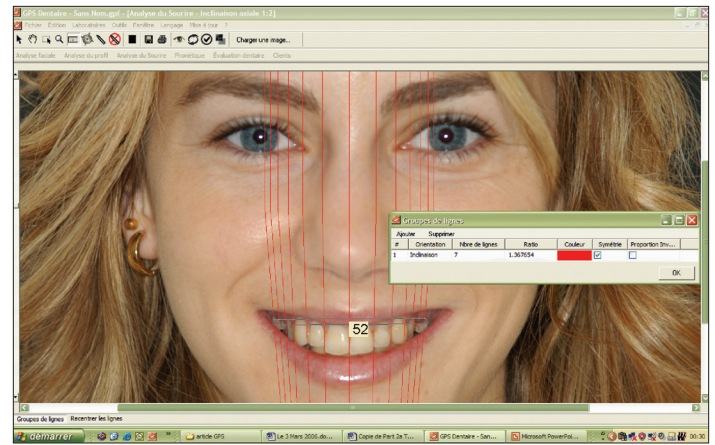 GPS Dentaire - Sans Nom.gpf - [Analyse du Sourire - Inclinaison axiale 1:2]
Fichier Edition Laboratoires Outils Fenêtre Langage Mise à jour ?
Charger une image...
Analyse faciale Analyse du profil Analyse du Sourire Phonétique Évaluation dentaire Clients
Groupes de lignes
Ajouter Supprimer
# Orientation Nbre de lignes Ratio Couleur Symétrie Proportion Inv...
1 Inclinaison 7 1.367654
OK
52
Groupes de lignes Recentrer les lignes
démarrer article GPS Le 3 Mars 2006.do... Copie de Part 2a T... GPS Dentaire - San... Microsoft PowerPoi... 00:30